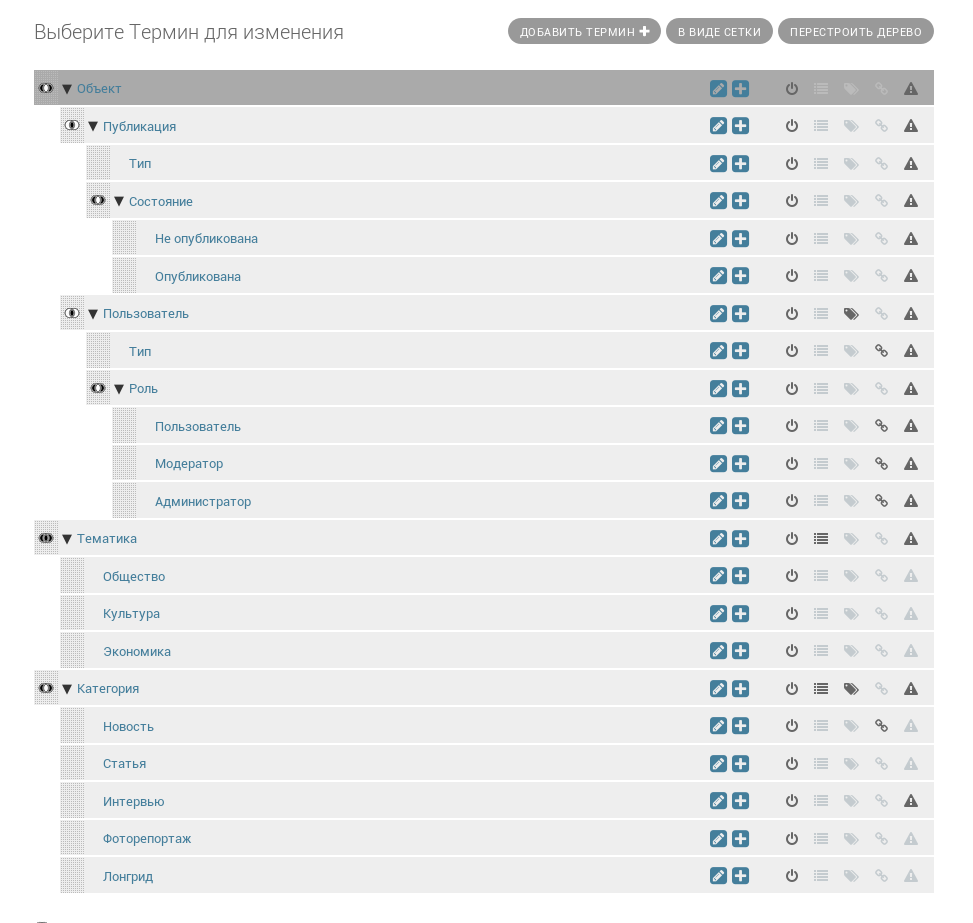 Выберите Термин для изменения
ДОБАВИТЬ ТЕРМИН
В ВИДЕ СЕТКИ
ПЕРЕСТРОИТЬ ДЕРЕВО
Объект
Публикация
Тип
Состояние
Не опубликована
Опубликована
Пользователь
Тип
Роль
Пользователь
Модератор
Администратор
Тематика
Общество
Культура
Экономика
Категория
Новость
Статья
Интервью
Фоторепортаж
Лонгрид